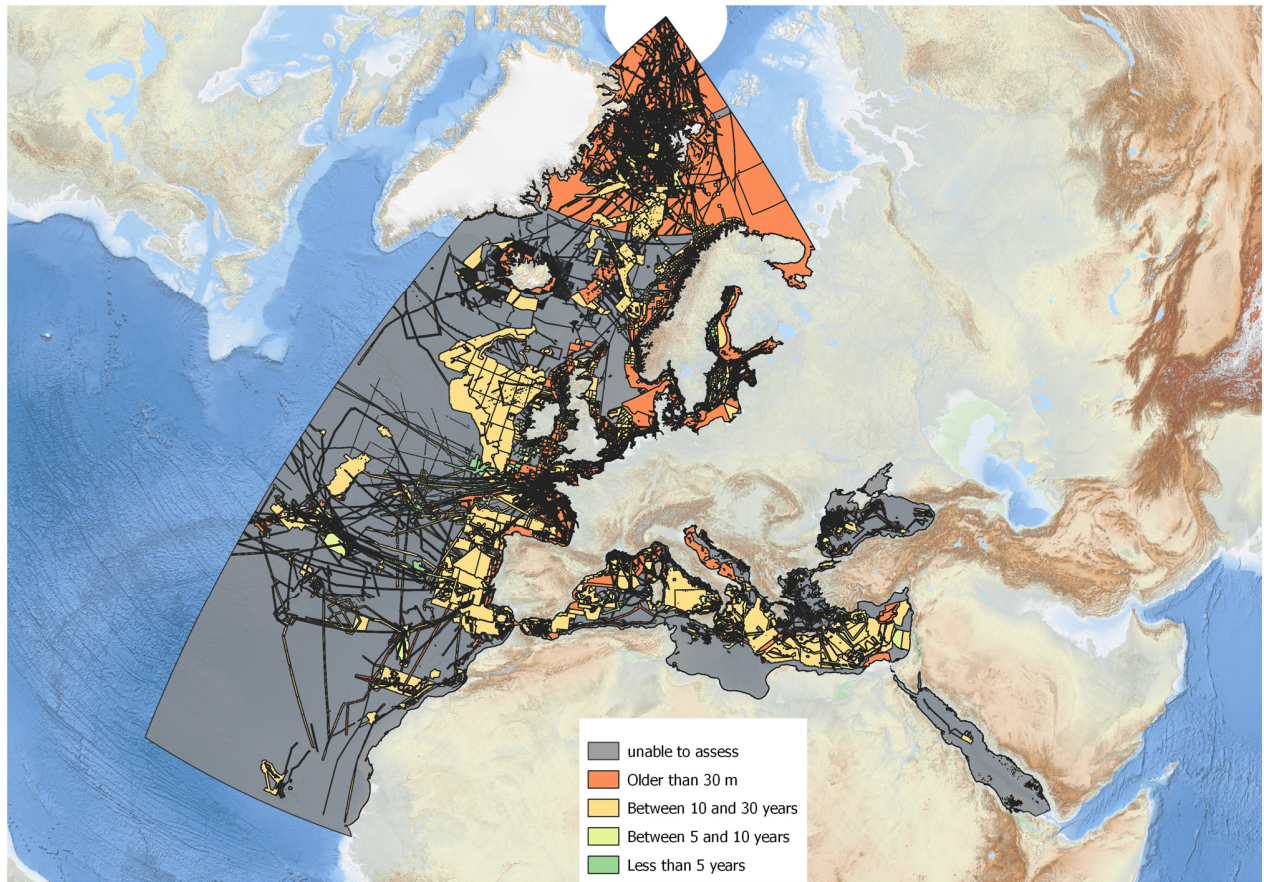 unable to assess
Older than 30 m
Between 10 and 30 years
Between 5 and 10 years
Less than 5 years